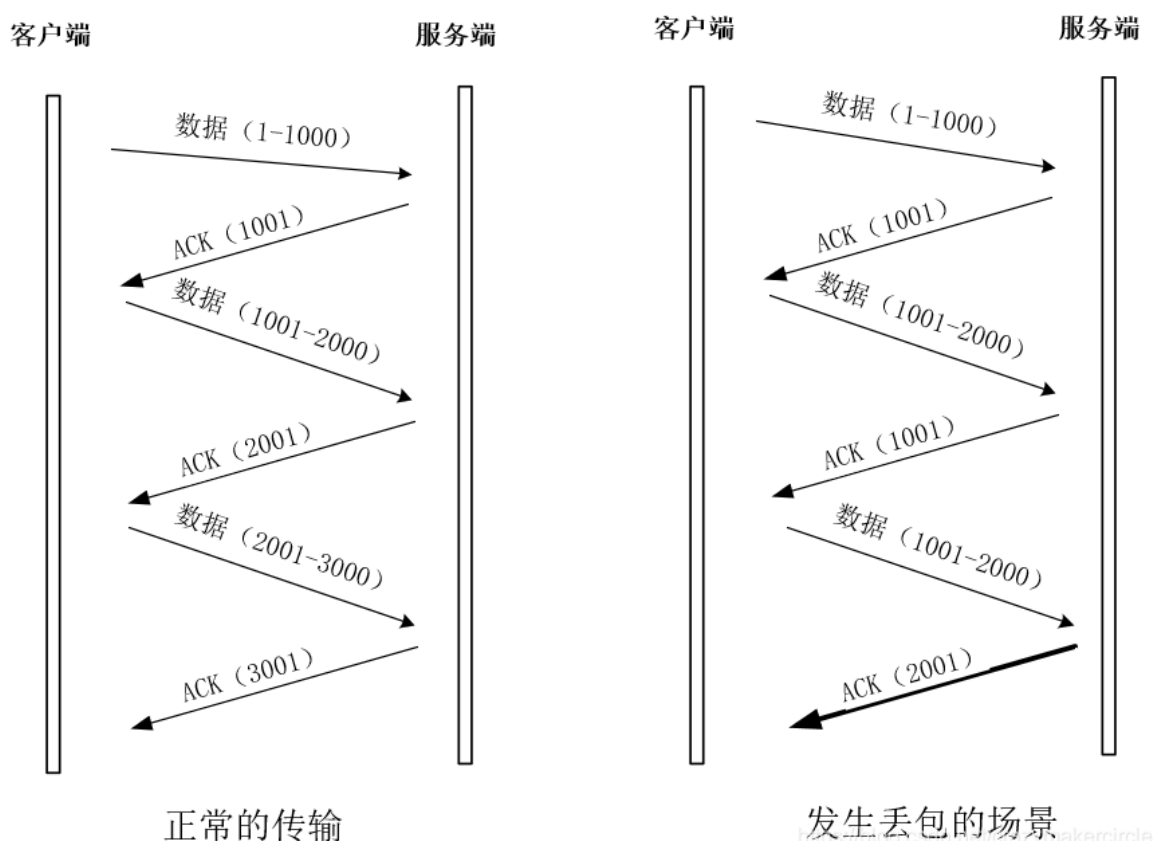 客户端
服务端
数据（1-1000）
ACK（1001）
数据（1001-2000）
ACK（2001）
数据（2001-3000）
ACK（3001）
正常的传输
客户端
服务端
数据（1-1000）
ACK（1001）
数据（1001-2000）
ACK（1001）
数据（1001-2000）
ACK（2001）
发生丢包的场景